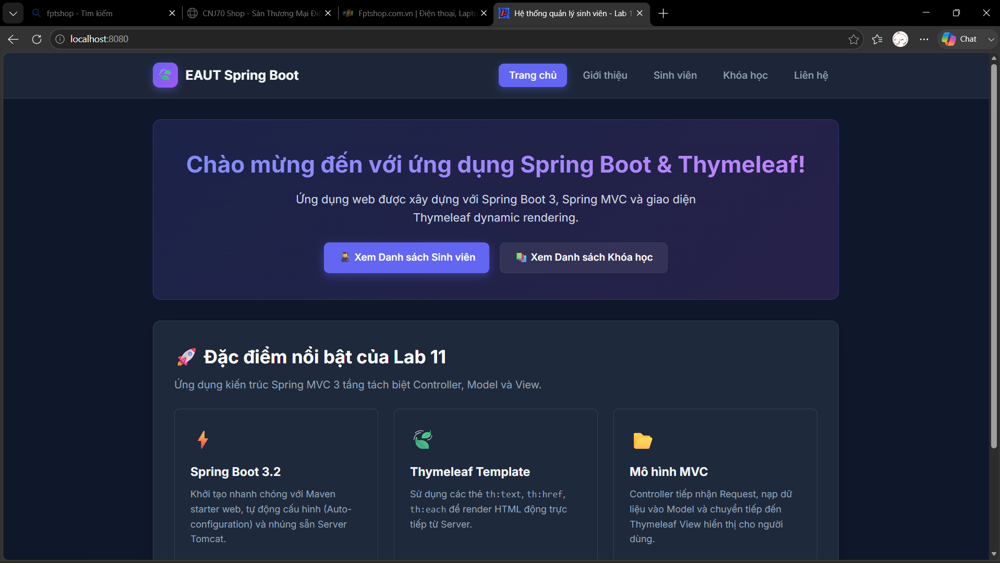 fptshop - Tìm kiếm
CNJ70 Shop - Sàn Thương Mại Điệ
Fptshop.com.vn | Điện thoại, Lapto
Hệ thống quản lý sinh viên - Lab 1
localhost:8080
Chat
EAUT Spring Boot
Trang chủ
Giới thiệu
Sinh viên
Khóa học
Liên hệ
Chào mừng đến với ứng dụng Spring Boot & Thymeleaf!
Ứng dụng web được xây dựng với Spring Boot 3, Spring MVC và giao diện
Thymeleaf dynamic rendering.
Xem Danh sách Sinh viên
Xem Danh sách Khóa học
Đặc điểm nổi bật của Lab 11
Ứng dụng kiến trúc Spring MVC 3 tầng tách biệt Controller, Model và View.
Spring Boot 3.2
Khởi tạo nhanh chóng với Maven
starter web, tự động cấu hình (Auto-
configuration) và nhúng sẵn Server
Tomcat.
Thymeleaf Template
Sử dụng các thẻ th:text, th:href,
th:each để render HTML động trực
tiếp từ Server.
Mô hình MVC
Controller tiếp nhận Request, nạp dữ
liệu vào Model và chuyển tiếp đến
Thymeleaf View hiển thị cho người
dùng.